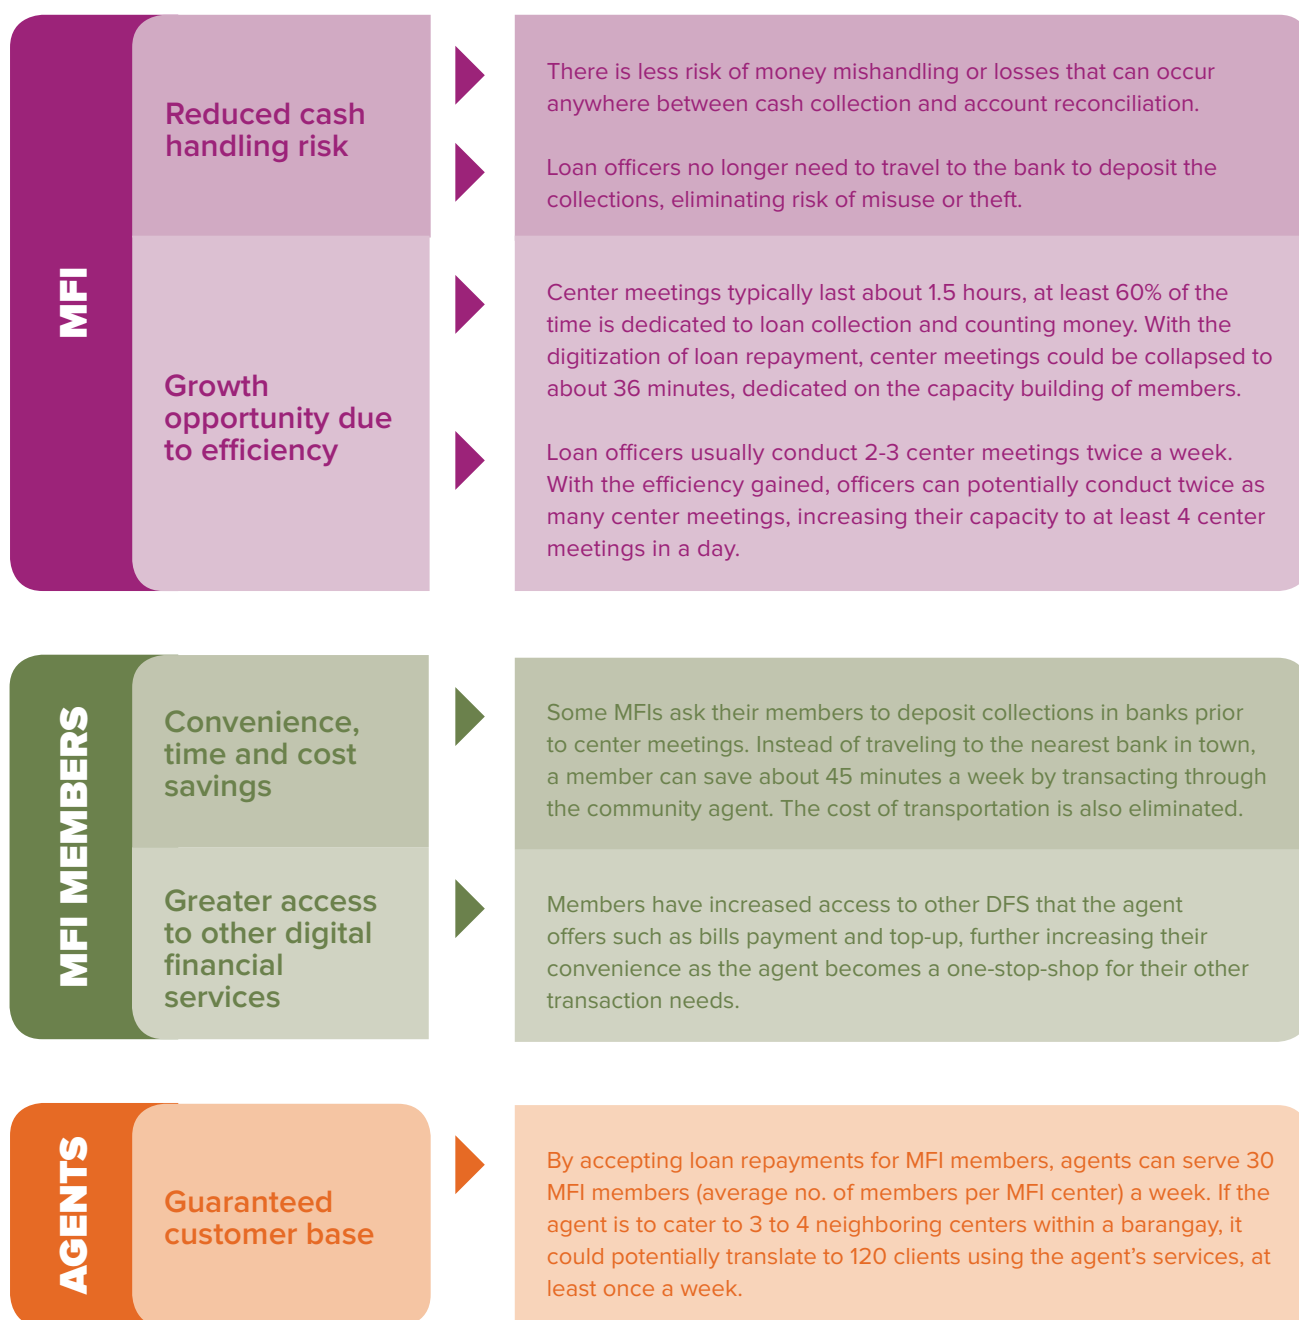 MFI
Reduced cash
handling risk
There is less risk of money mishandling or losses that can occur
anywhere between cash collection and account reconciliation.
Loan officers no longer need to travel to the bank to deposit the
collections, eliminating risk of misuse or theft.
Growth
opportunity due
to efficiency
Center meetings typically last about 1.5 hours, at least 60% of the
time is dedicated to loan collection and counting money. With the
digitization of loan repayment, center meetings could be collapsed to
about 36 minutes, dedicated on the capacity building of members.
Loan officers usually conduct 2-3 center meetings twice a week.
With the efficiency gained, officers can potentially conduct twice as
many center meetings, increasing their capacity to at least 4 center
meetings in a day.
MFI MEMBERS
Convenience,
time and cost
savings
Some MFIs ask their members to deposit collections in banks prior
to center meetings. Instead of traveling to the nearest bank in town,
a member can save about 45 minutes a week by transacting through
the community agent. The cost of transportation is also eliminated.
Greater access
to other digital
financial
services
Members have increased access to other DFS that the agent
offers such as bills payment and top-up, further increasing their
convenience as the agent becomes a one-stop-shop for their other
transaction needs.
AGENTS
Guaranteed
customer base
By accepting loan repayments for MFI members, agents can serve 30
MFI members (average no. of members per MFI center) a week. If the
agent is to cater to 3 to 4 neighboring centers within a barangay, it
could potentially translate to 120 clients using the agent’s services, at
least once a week.